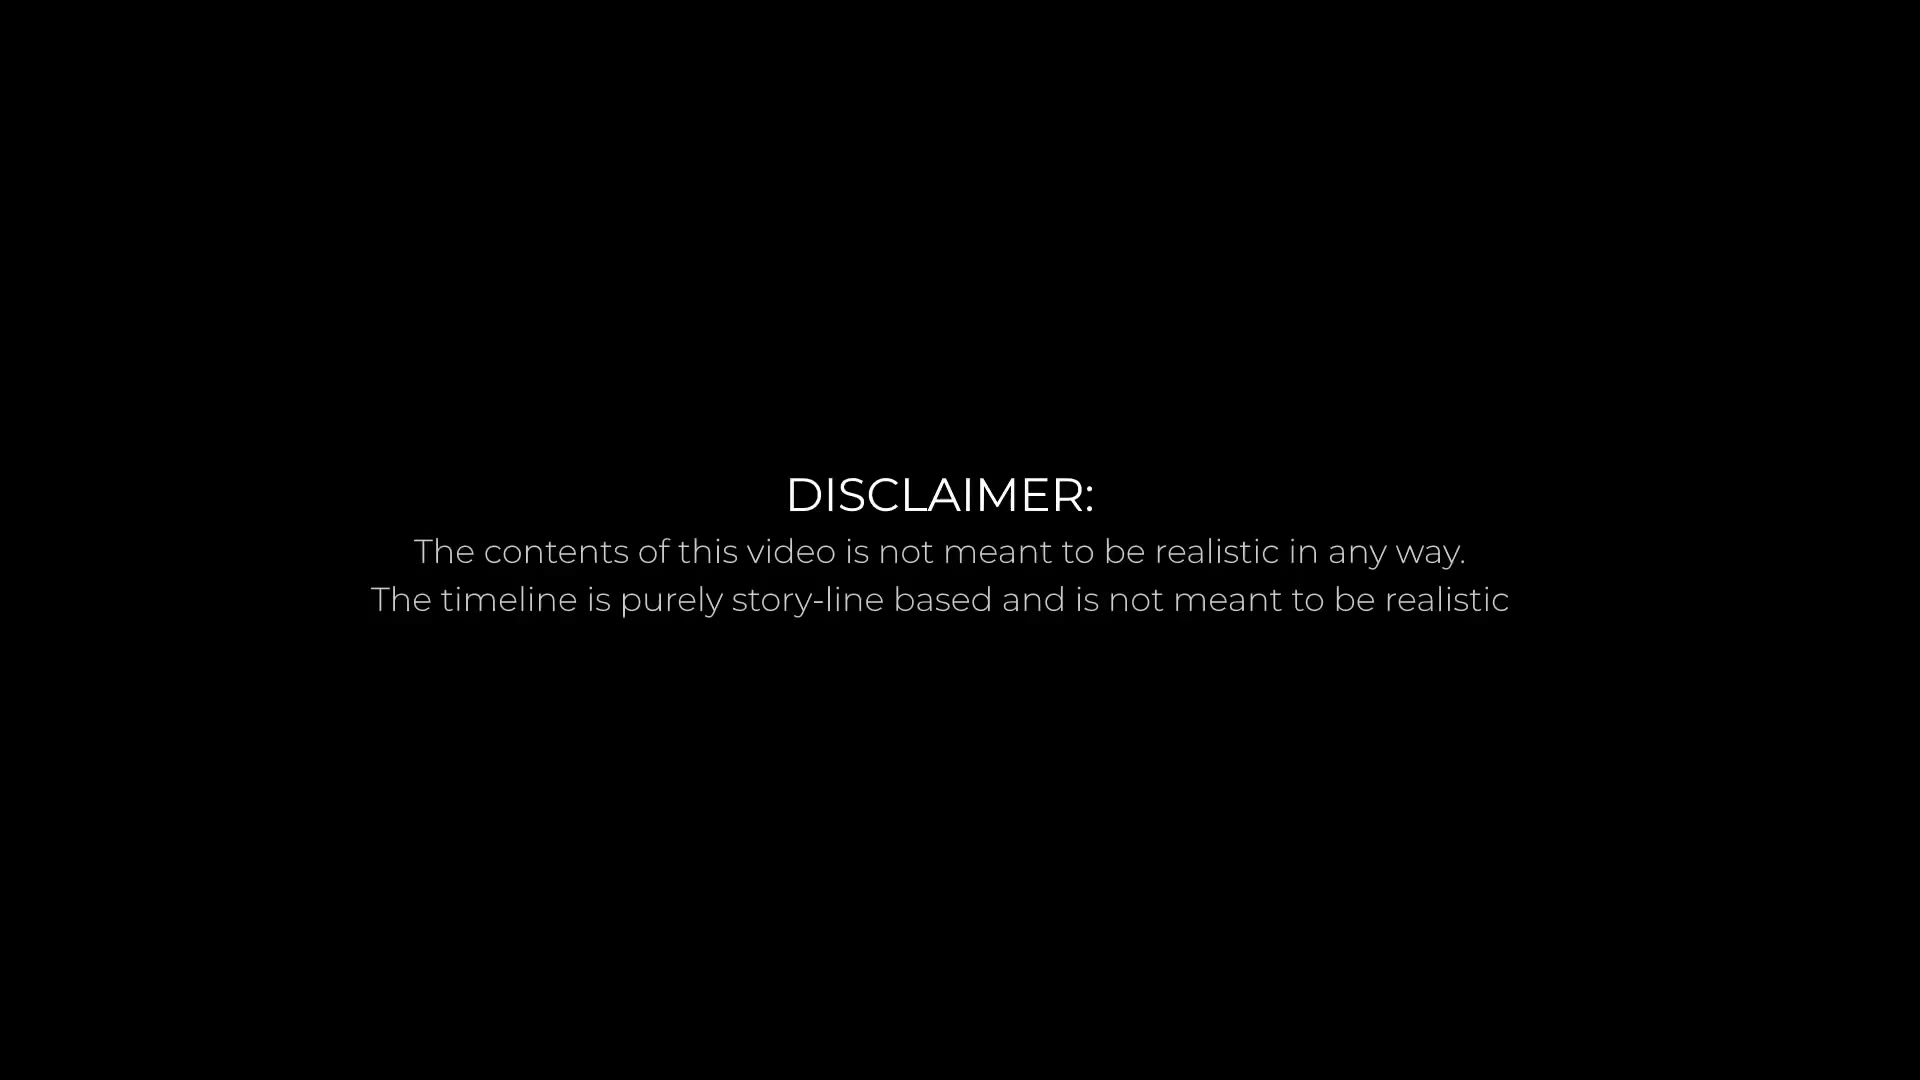 DISCLAIMER:
The contents of this video is not meant to be realistic in any way.
The timeline is purely story-line based and is not meant to be realistic